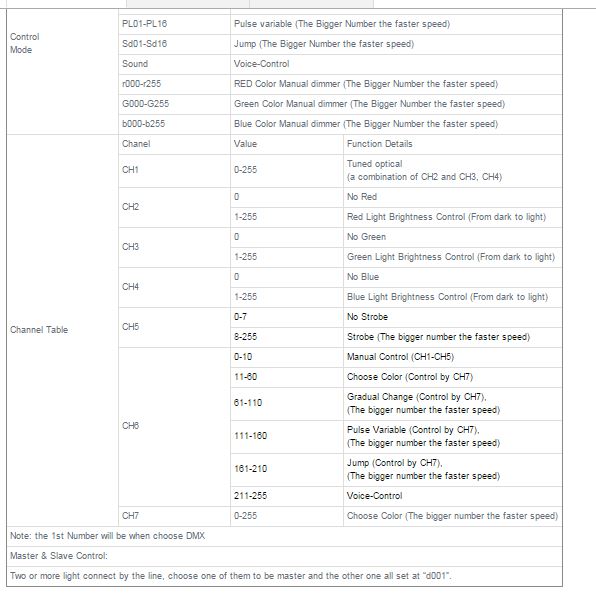 PL01-PL16 Pulse variable (The Bigger Number the faster speed)
Control
Mode
Sd01-Sd16 Jump (The Bigger Number the faster speed)
Sound Voice-Control
r000-r255 RED Color Manual dimmer (The Bigger Number the faster speed)
G000-G255 Green Color Manual dimmer (The Bigger Number the faster speed)
b000-b255 Blue Color Manual dimmer (The Bigger Number the faster speed)
Channel Table
Chanel Value Function Details
CH1 0-255 Tuned optical
(a combination of CH2 and CH3, CH4)
CH2 0 No Red
1-255 Red Light Brightness Control (From dark to light)
CH3 0 No Green
1-255 Green Light Brightness Control (From dark to light)
CH4 0 No Blue
1-255 Blue Light Brightness Control (From dark to light)
CH5 0-7 No Strobe
8-255 Strobe (The bigger number the faster speed)
CH6 0-10 Manual Control (CH1-CH5)
11-60 Choose Color (Control by CH7)
61-110 Gradual Change (Control by CH7),
(The bigger number the faster speed)
111-160 Pulse Variable (Control by CH7),
(The bigger number the faster speed)
161-210 Jump (Control by CH7),
(The bigger number the faster speed)
211-255 Voice-Control
CH7 0-255 Choose Color (The bigger number the faster speed)
Note: the 1st Number will be when choose DMX
Master & Slave Control:
Two or more light connect by the line, choose one of them to be master and the other one all set at "d001".